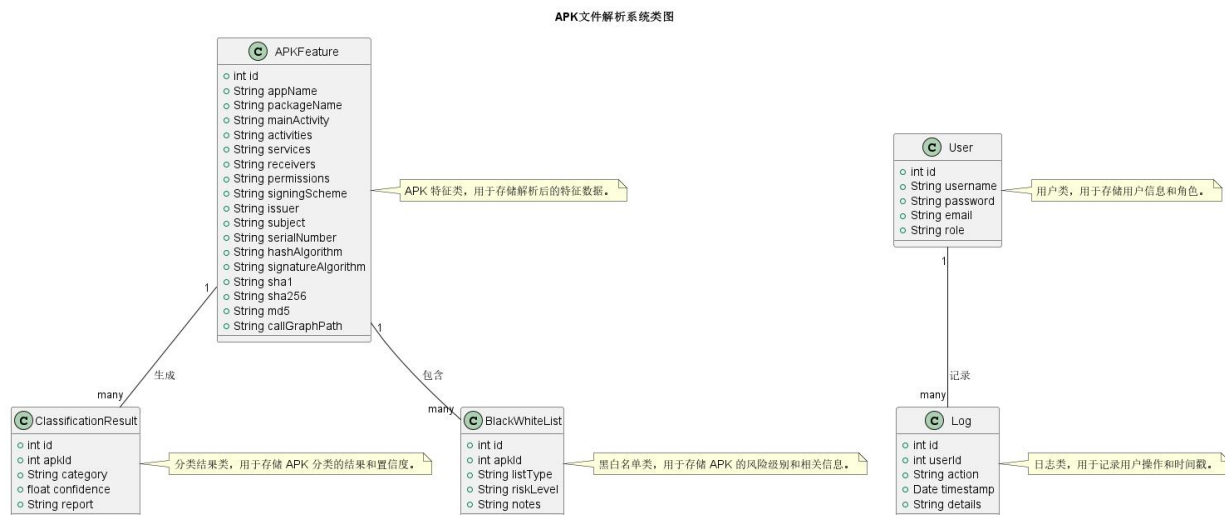 APK文件解析系统类图
C APKFeature
int id
String appName
String packageName
String mainActivity
String activities
String services
String receivers
String permissions
String signingScheme
String issuer
String subject
String serialNumber
String hashAlgorithm
String signatureAlgorithm
String sha1
String sha256
String md5
String callGraphPath
APK 特征类，用于存储解析后的特征数据。
C User
int id
String username
String password
String email
String role
用户类，用于存储用户信息和角色。
1
生成
many
1
包含
many
1
记录
many
C ClassificationResult
int id
int apkId
String category
float confidence
String report
分类结果类，用于存储 APK 分类的结果和置信度。
C BlackWhiteList
int id
int apkId
String listType
String riskLevel
String notes
黑白名单类，用于存储 APK 的风险级别和相关信息。
C Log
int id
int userId
String action
Date timestamp
String details
日志类，用于记录用户操作和时间戳。